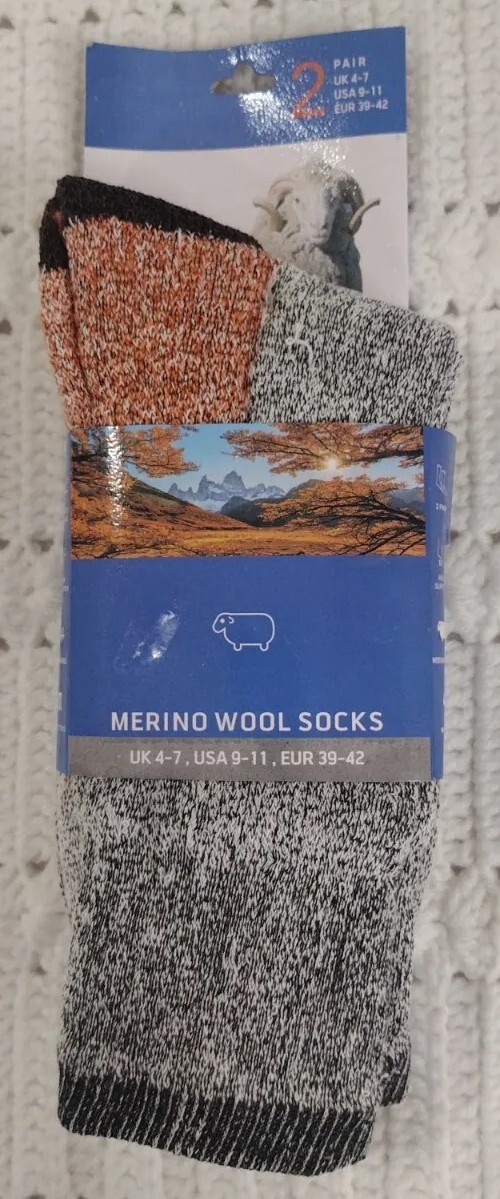 2
PAIR
UK 4-7
USA 9-11
EUR 39-42
MERINO WOOL SOCKS
UK 4-7 , USA 9-11 , EUR 39-42